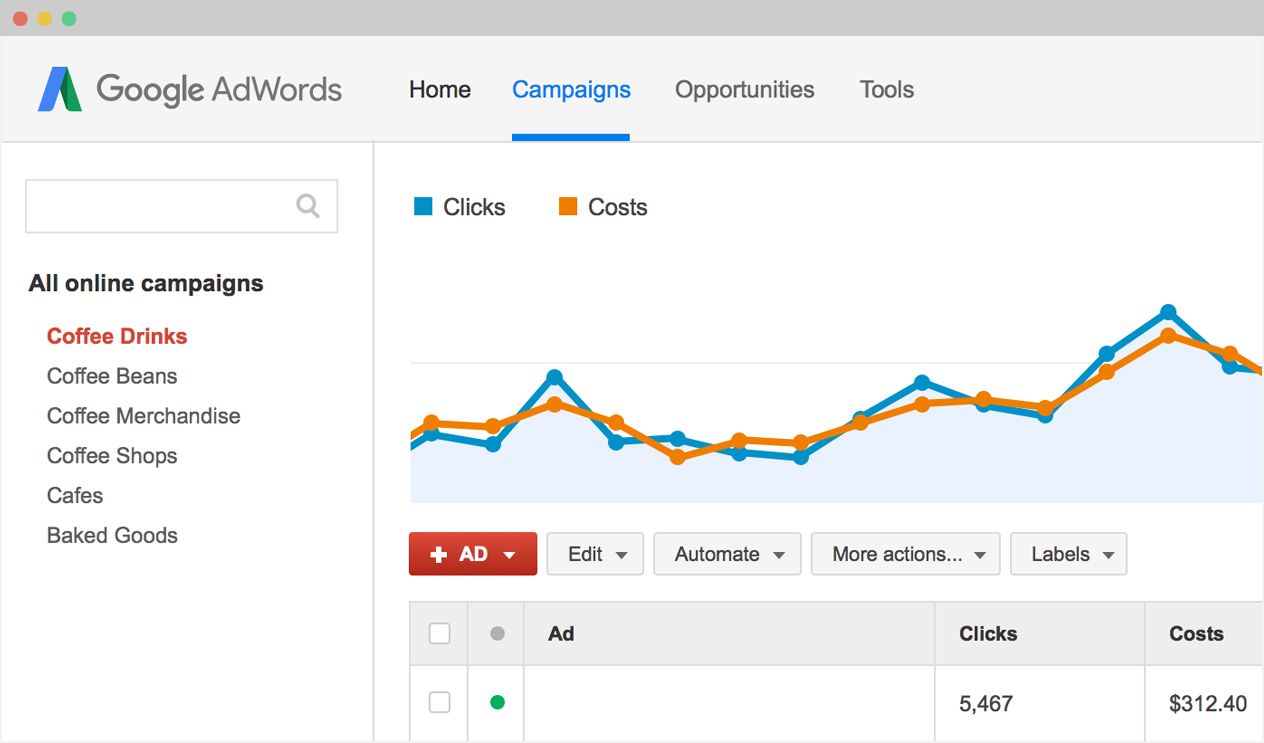 Google AdWords Home Campaigns Opportunities Tools
Clicks Costs
All online campaigns
Coffee Drinks
Coffee Beans
Coffee Merchandise
Coffee Shops
Cafes
Baked Goods
AD Edit Automate More actions... Labels
Ad Clicks Costs
5,467 $312.40